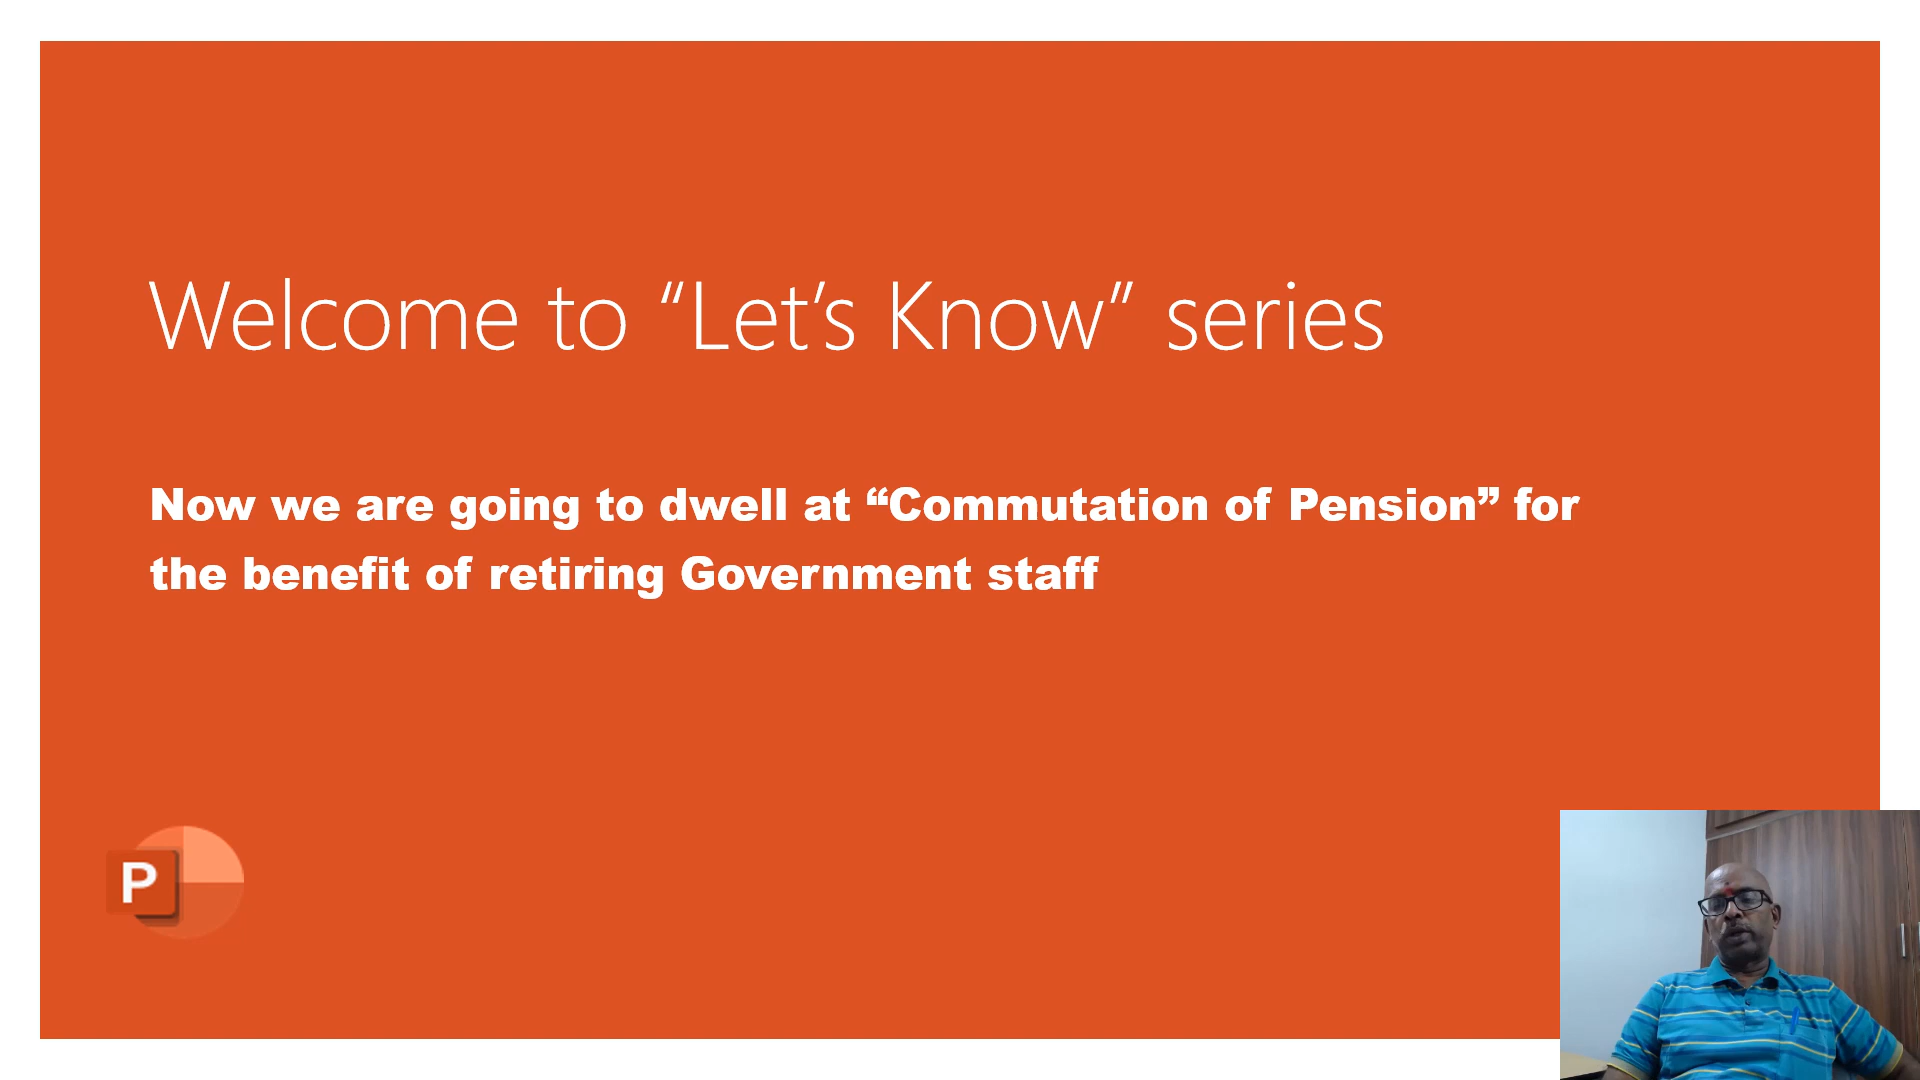 Welcome to “Let’s Know” series
Now we are going to dwell at “Commutation of Pension” for
the benefit of retiring Government staff
P